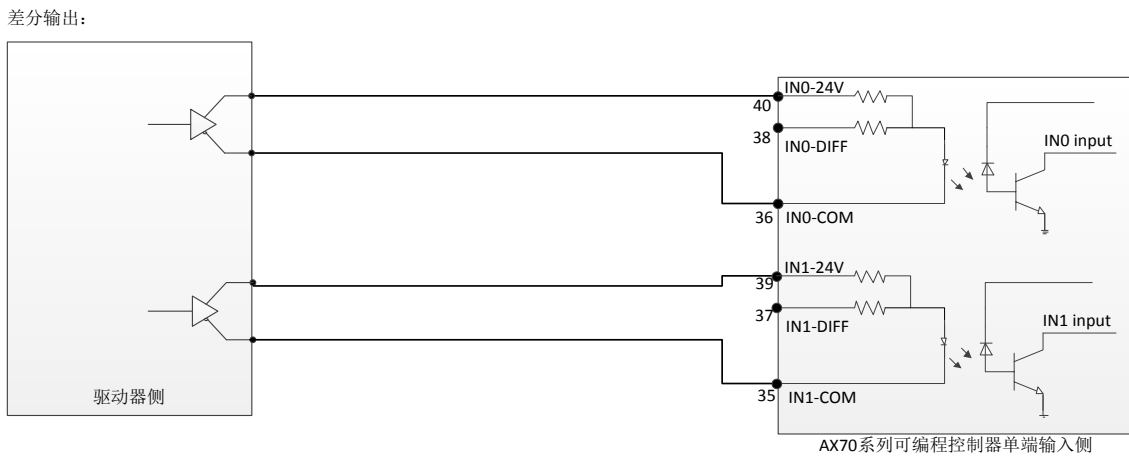 差分输出：
IN0-24V
40
38
IN0-DIFF
IN0 input
36
IN0-COM
IN1-24V
39
37
IN1-DIFF
IN1 input
35
IN1-COM
驱动器侧
AX70系列可编程控制器单端输入侧